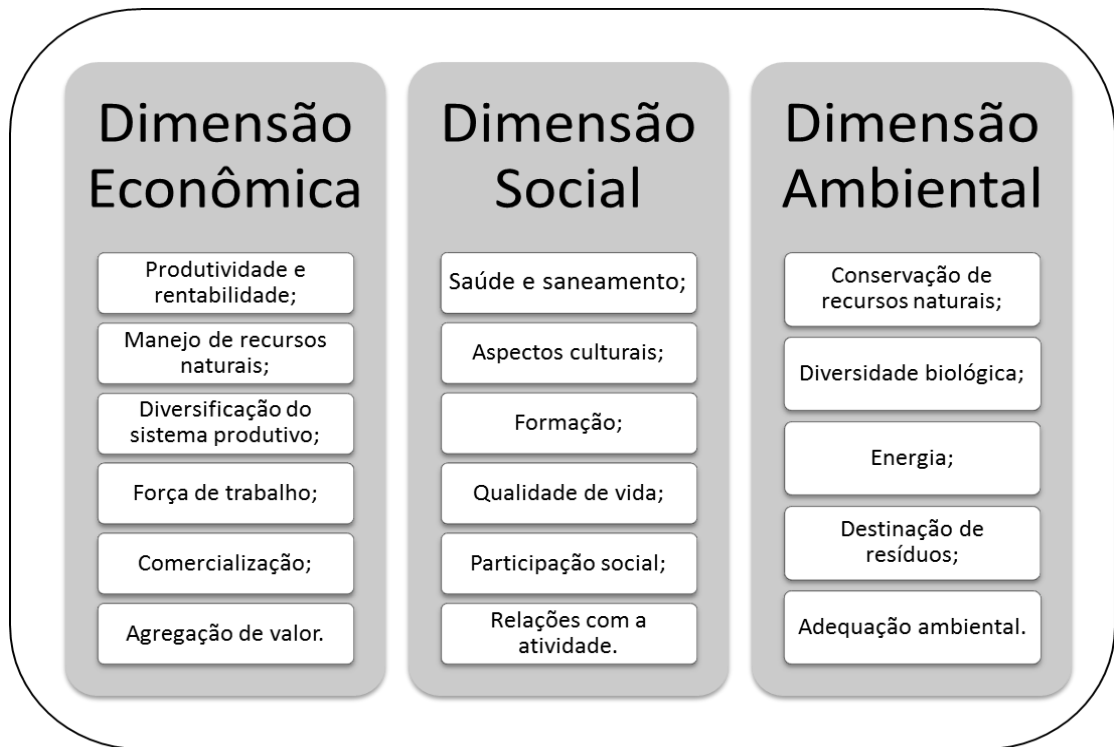 Dimensão
Econômica
Produtividade e
rentabilidade;
Manejo de recursos
naturais;
Diversificação do
sistema produtivo;
Força de trabalho;
Comercialização;
Agregação de valor.
Dimensão
Social
Saúde e saneamento;
Aspectos culturais;
Formação;
Qualidade de vida;
Participação social;
Relações com a
atividade.
Dimensão
Ambiental
Conservação de
recursos naturais;
Diversidade biológica;
Energia;
Destinação de
resíduos;
Adequação ambiental.